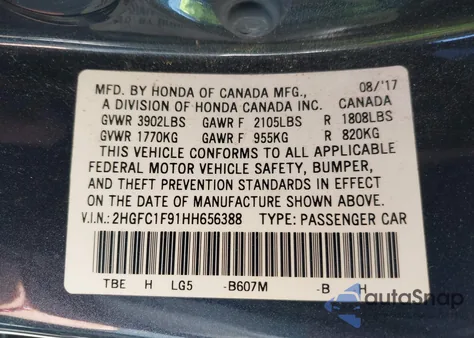 MFD. BY HONDA OF CANADA MFG., 08/'17
A DIVISION OF HONDA CANADA INC. CANADA
GVWR 3902LBS GAWR F 2105LBS R 1808LBS
GVWR 1770KG GAWR F 955KG R 820KG
THIS VEHICLE CONFORMS TO ALL APPLICABLE
FEDERAL MOTOR VEHICLE SAFETY, BUMPER,
AND THEFT PREVENTION STANDARDS IN EFFECT
ON THE DATE OF MANUFACTURE SHOWN ABOVE.
V.I.N.: 2HGFC1F91HH656388 TYPE: PASSENGER CAR
TBE H LG5 -B607M -B H
autoSnap